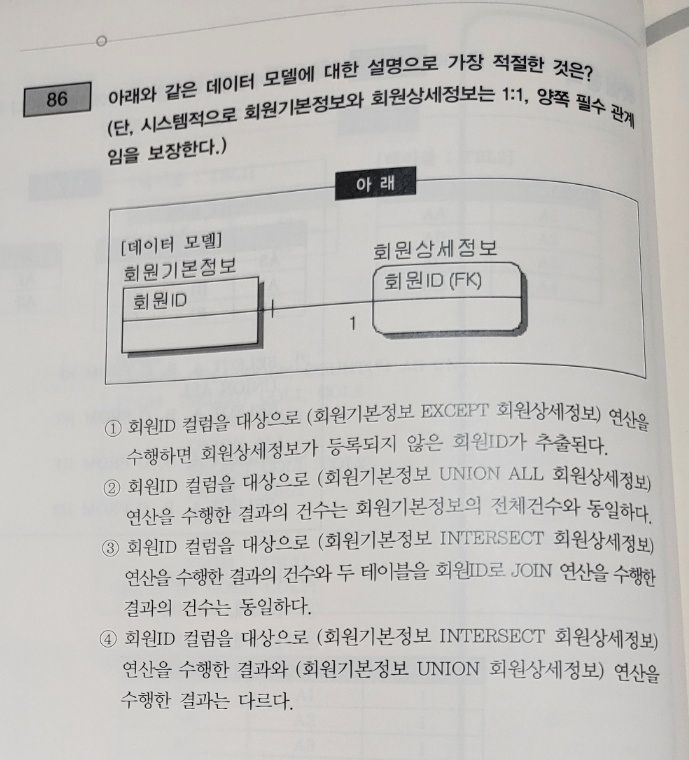 86
아래와 같은 데이터 모델에 대한 설명으로 가장 적절한 것은?
(단, 시스템적으로 회원기본정보와 회원상세정보는 1:1, 양쪽 필수 관계
임을 보장한다.)
아 래
[데이터 모델]
회원기본정보
회원상세정보
회원ID
회원ID (FK)
1
① 회원ID 컬럼을 대상으로 (회원기본정보 EXCEPT 회원상세정보) 연산을
수행하면 회원상세정보가 등록되지 않은 회원ID가 추출된다.
② 회원ID 컬럼을 대상으로 (회원기본정보 UNION ALL 회원상세정보)
연산을 수행한 결과의 건수는 회원기본정보의 전체건수와 동일하다.
③ 회원ID 컬럼을 대상으로 (회원기본정보 INTERSECT 회원상세정보)
연산을 수행한 결과의 건수와 두 테이블을 회원ID로 JOIN 연산을 수행한
결과의 건수는 동일하다.
④ 회원ID 컬럼을 대상으로 (회원기본정보 INTERSECT 회원상세정보)
연산을 수행한 결과와 (회원기본정보 UNION 회원상세정보) 연산을
수행한 결과는 다르다.